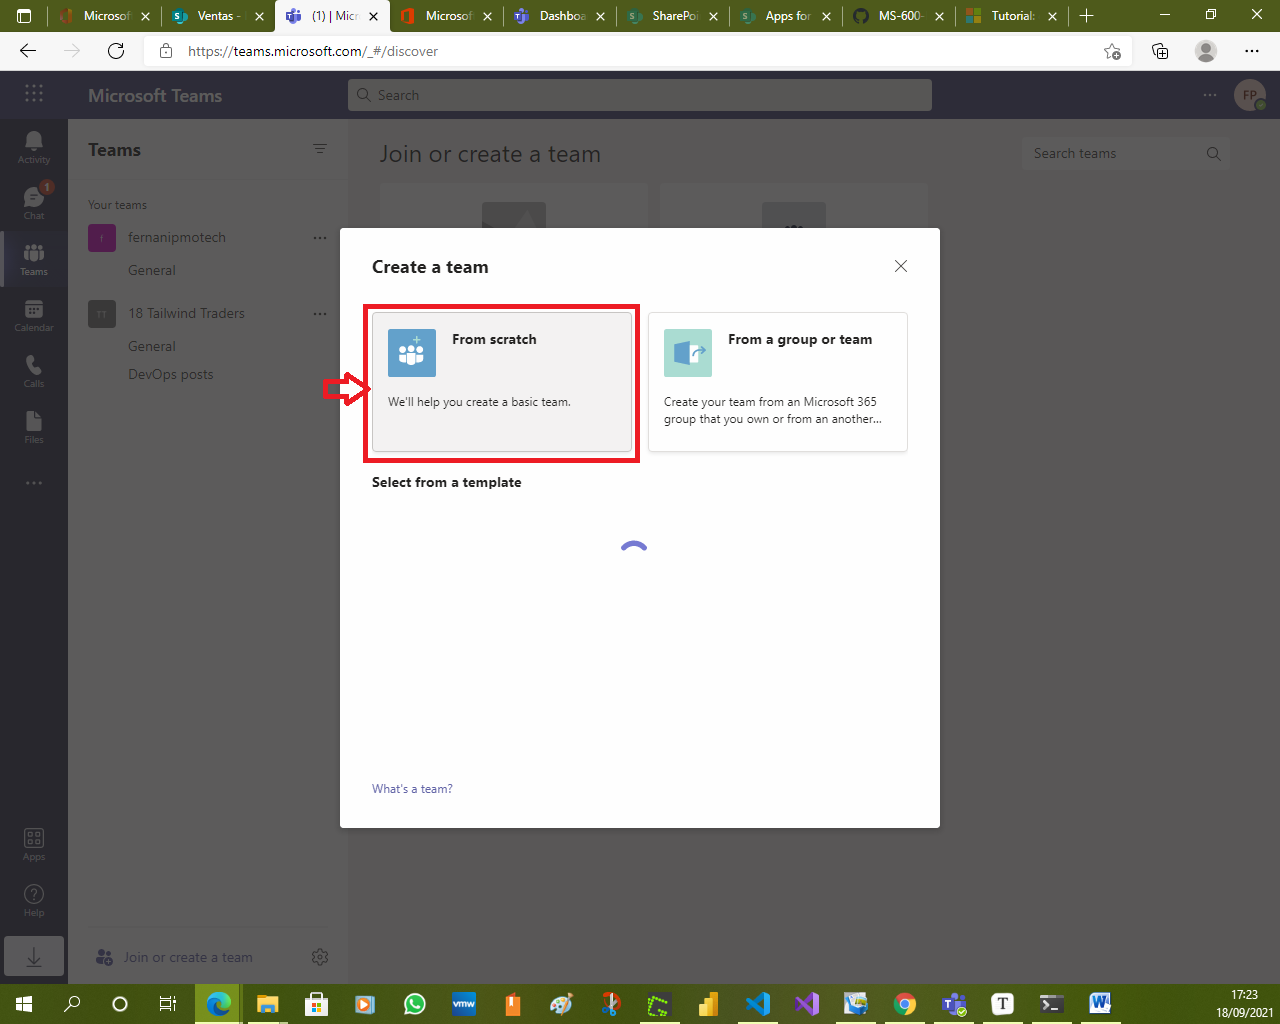 Microsoft
Ventas -
(1) | Micr
Microsoft
Dashboa
SharePoi
Apps for
MS-600-
Tutorial:
https://teams.microsoft.com/_#/discover
Microsoft Teams
Search
FP
Activity
1
Chat
Teams
Calendar
Calls
Files
Apps
Help
Teams
Your teams
f
fernanipmotech
General
TT
18 Tailwind Traders
General
DevOps posts
Join or create a team
Join or create a team
Search teams
Create a team
From scratch
We'll help you create a basic team.
From a group or team
Create your team from an Microsoft 365
group that you own or from an another...
Select from a template
What's a team?
vmw
T
17:23
18/09/2021